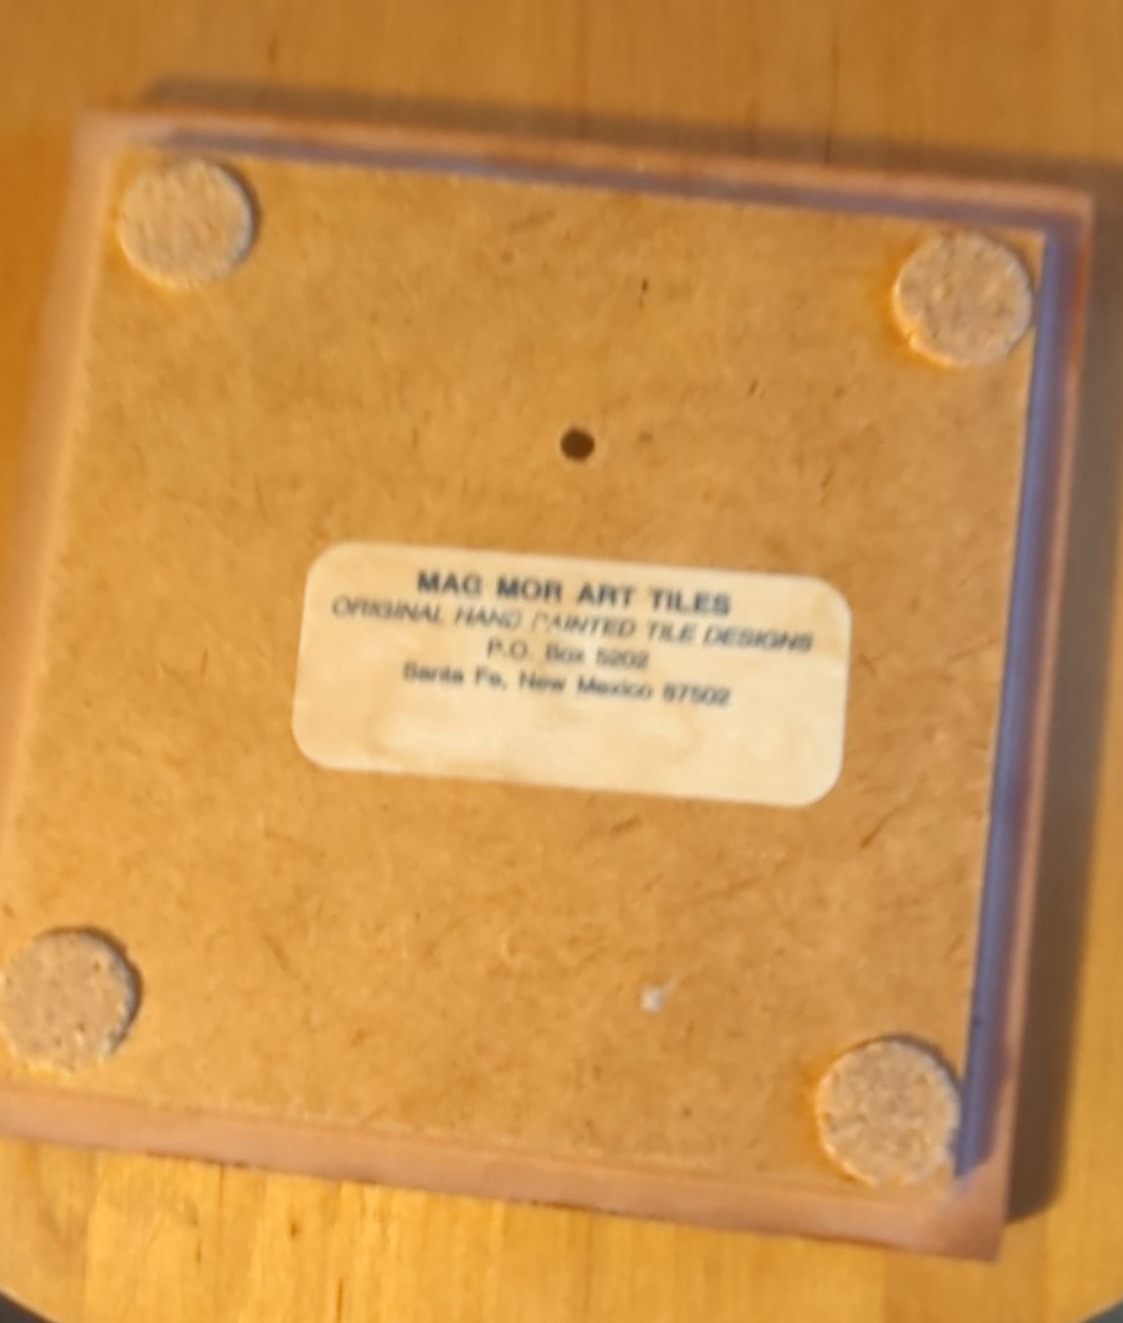 MAG MOR ART TILES
ORIGINAL HAND PAINTED TILE DESIGNS
P.O. Box 5202
Santa Fe, New Mexico 87502